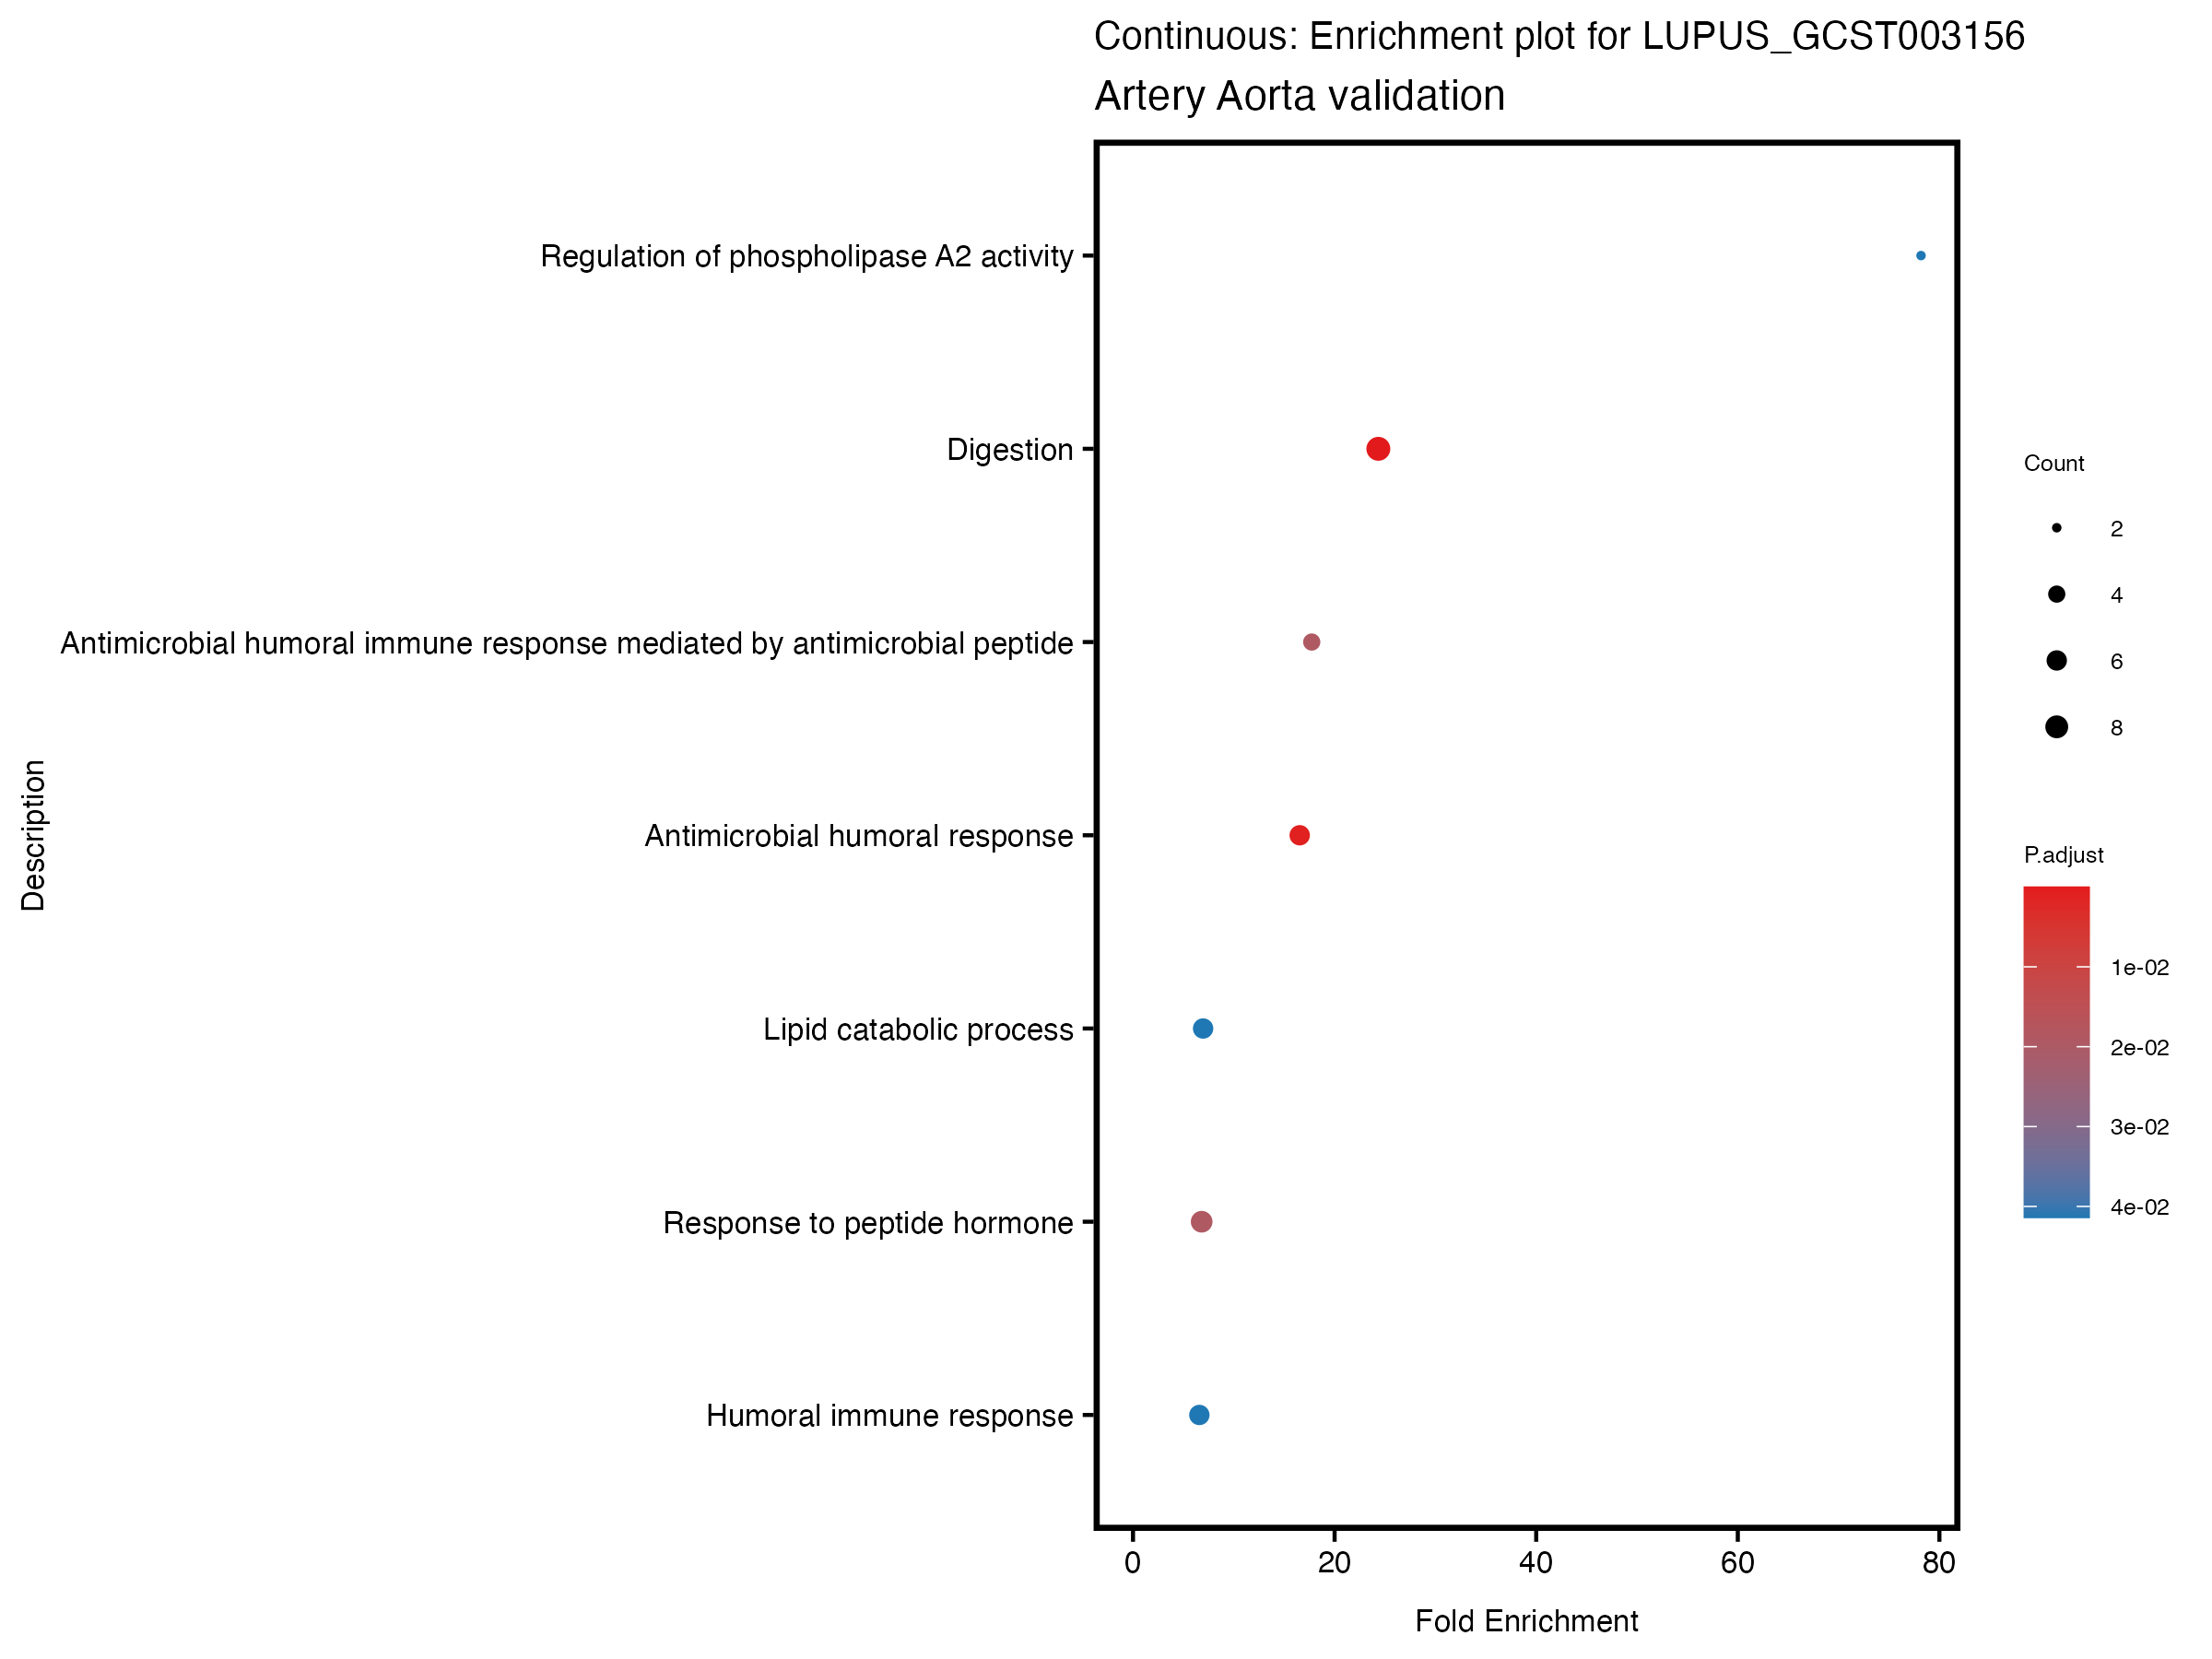 Continuous: Enrichment plot for LUPUS_GCST003156
Artery Aorta validation
Regulation of phospholipase A2 activity
Digestion
Antimicrobial humoral immune response mediated by antimicrobial peptide
Antimicrobial humoral response
Lipid catabolic process
Response to peptide hormone
Humoral immune response
Description
0 20 40 60 80
Fold Enrichment
Count
2
4
6
8
P.adjust
1e-02
2e-02
3e-02
4e-02